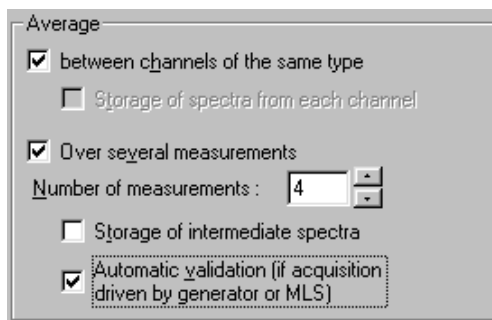 Average
between channels of the same type
Storage of spectra from each channel
Over several measurements
Number of measurements : 4
Storage of intermediate spectra
Automatic validation (if acquisition
driven by generator or MLS)